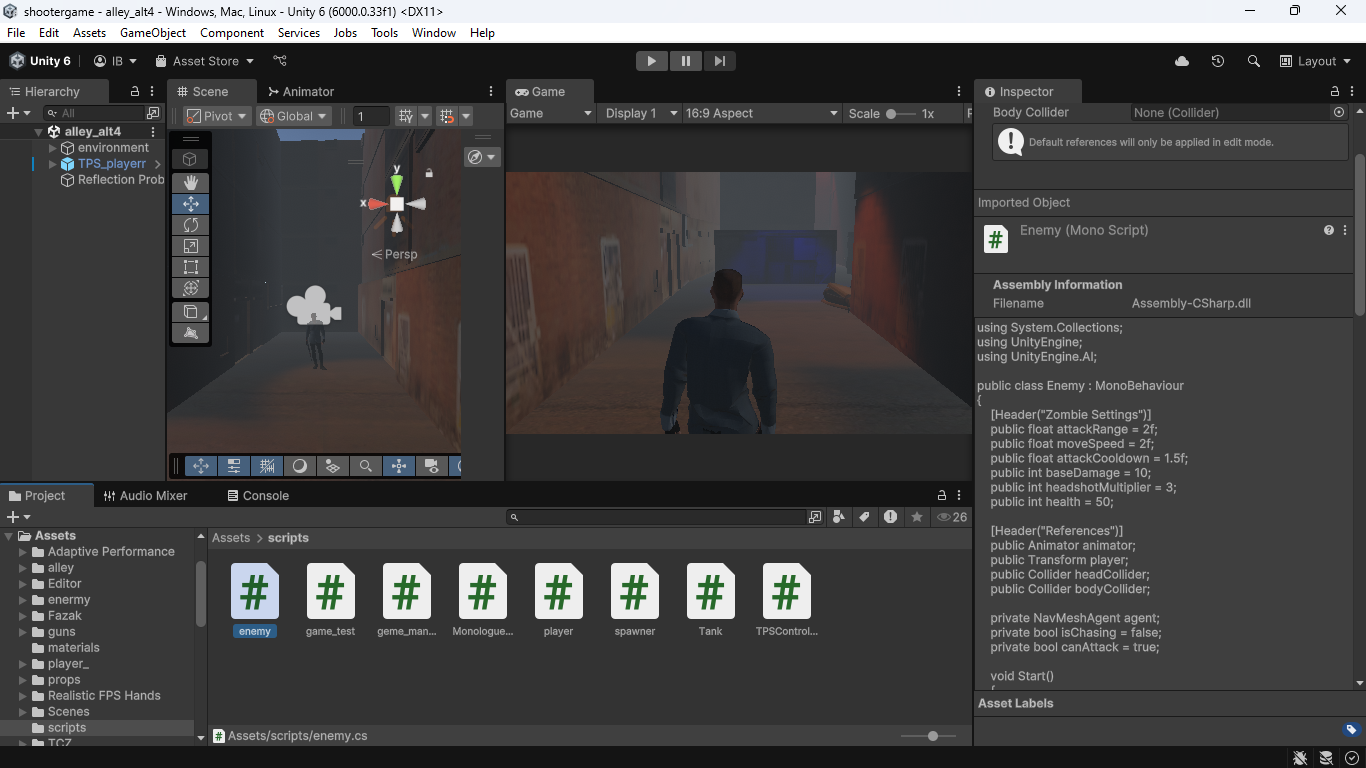 shootergame - alley_alt4 - Windows, Mac, Linux - Unity 6 (6000.0.33f1) <DX11>
File Edit Assets GameObject Component Services Jobs Tools Window Help
Unity 6 IB Asset Store Layout
Hierarchy
All
alley_alt4
environment
TPS_playerr
Reflection Prob
Scene Animator
Pivot Global 1
y
x
Persp
Game
Game Display 1 16:9 Aspect Scale 1x
Inspector
Body Collider None (Collider)
Default references will only be applied in edit mode.
Imported Object
Enemy (Mono Script)
Assembly Information
Filename Assembly-CSharp.dll
using System.Collections;
using UnityEngine;
using UnityEngine.AI;
public class Enemy : MonoBehaviour
{
[Header("Zombie Settings")]
public float attackRange = 2f;
public float moveSpeed = 2f;
public float attackCooldown = 1.5f;
public int baseDamage = 10;
public int headshotMultiplier = 3;
public int health = 50;
[Header("References")]
public Animator animator;
public Transform player;
public Collider headCollider;
public Collider bodyCollider;
private NavMeshAgent agent;
private bool isChasing = false;
private bool canAttack = true;
void Start()
{
Asset Labels
Project Audio Mixer Console
26
Assets
Adaptive Performance
alley
Editor
enermy
Fazak
guns
materials
player_
props
Realistic FPS Hands
Scenes
scripts
TCZ
Assets > scripts
enemy game_test geme_man... Monologue... player spawner Tank TPSControl...
Assets/scripts/enemy.cs